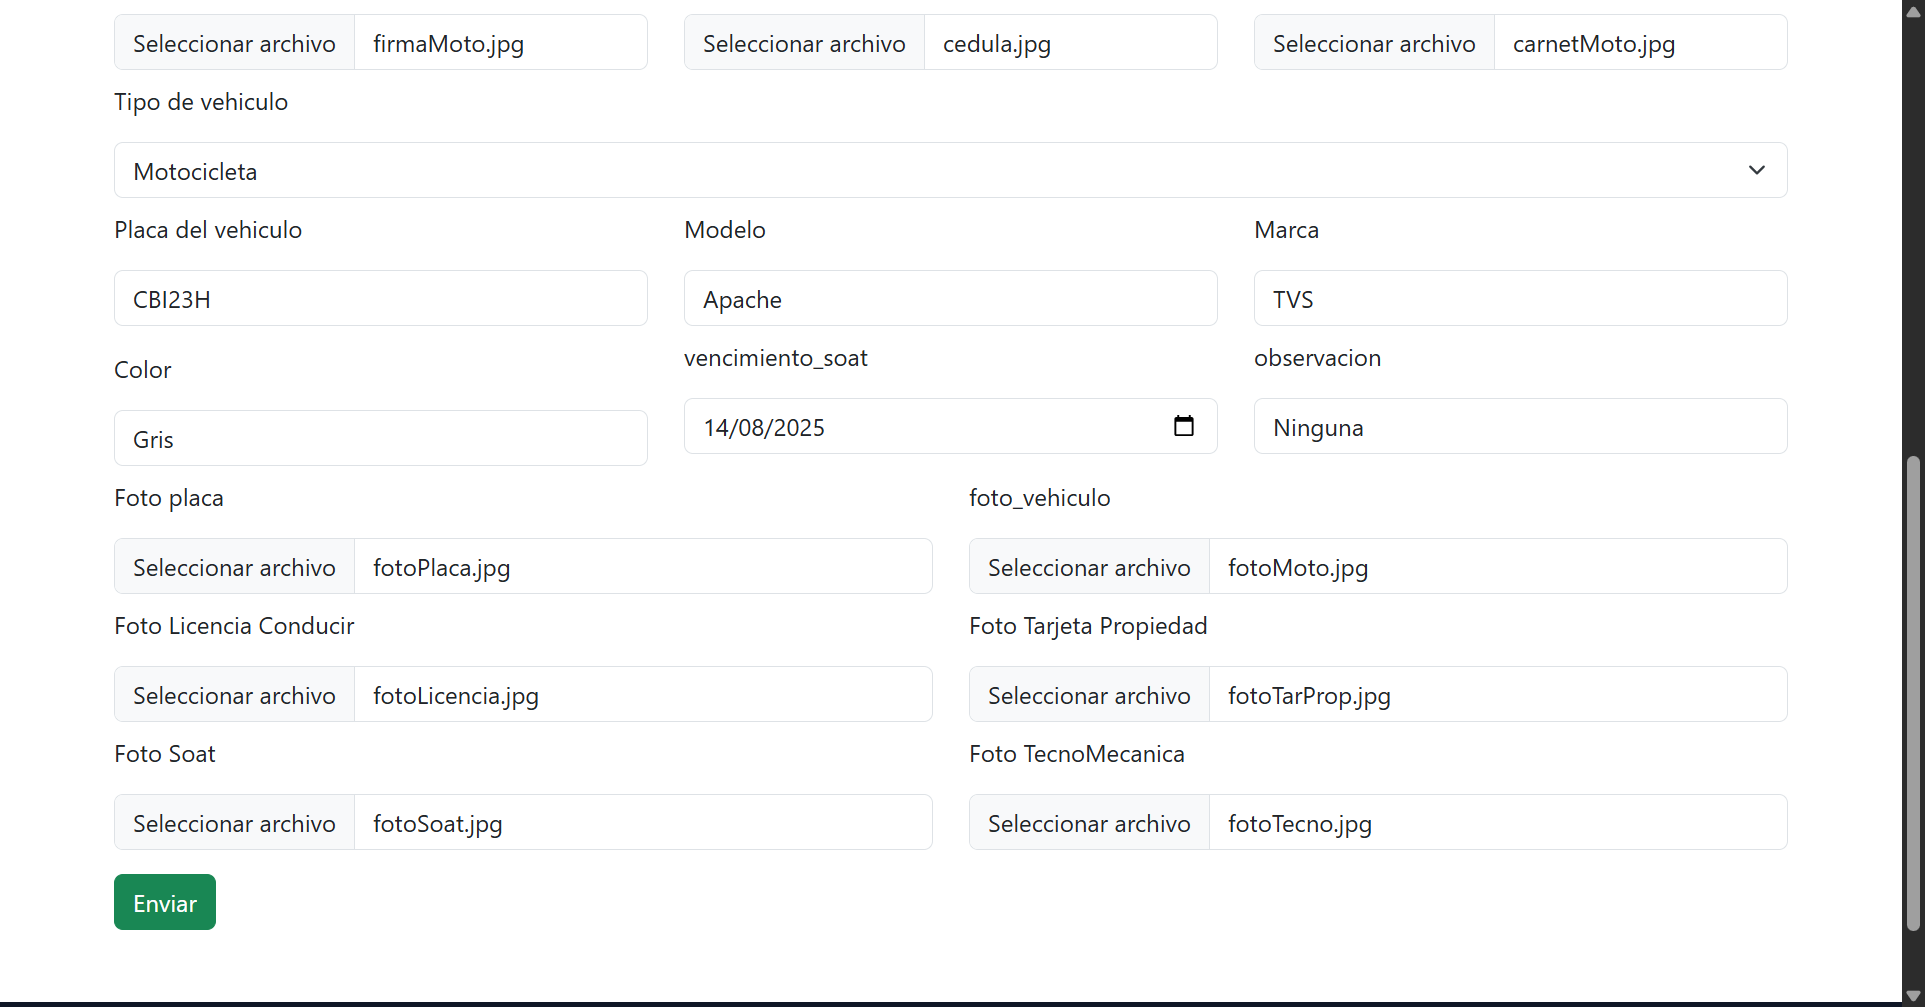 Seleccionar archivo firmaMoto.jpg Seleccionar archivo cedula.jpg Seleccionar archivo carnetMoto.jpg
Tipo de vehiculo
Motocicleta
Placa del vehiculo Modelo Marca
CBI23H Apache TVS
Color vencimiento_soat observacion
Gris 14/08/2025 Ninguna
Foto placa foto_vehiculo
Seleccionar archivo fotoPlaca.jpg Seleccionar archivo fotoMoto.jpg
Foto Licencia Conducir Foto Tarjeta Propiedad
Seleccionar archivo fotoLicencia.jpg Seleccionar archivo fotoTarProp.jpg
Foto Soat Foto TecnoMecanica
Seleccionar archivo fotoSoat.jpg Seleccionar archivo fotoTecno.jpg
Enviar